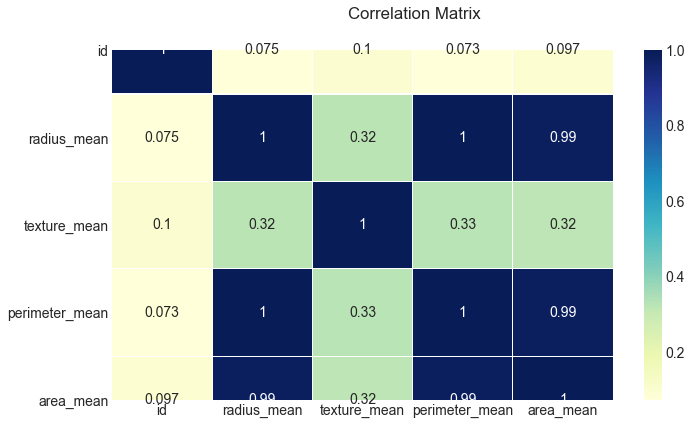 Correlation Matrix
id 1 0.075 0.1 0.073 0.097
radius_mean 0.075 1 0.32 1 0.99
texture_mean 0.1 0.32 1 0.33 0.32
perimeter_mean 0.073 1 0.33 1 0.99
area_mean 0.097 0.99 0.32 0.99 1
id radius_mean texture_mean perimeter_mean area_mean
1.0
0.8
0.6
0.4
0.2